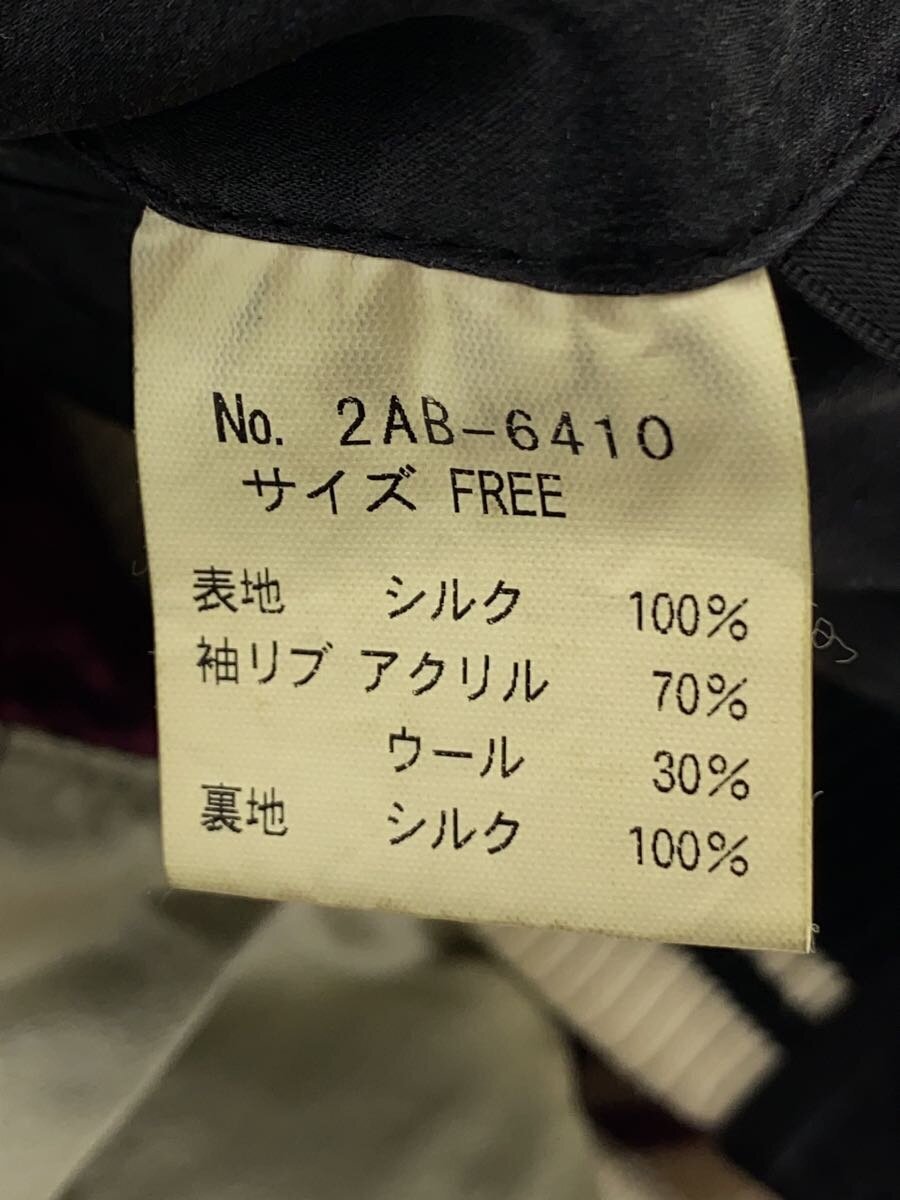 No. 2AB-6410
サイズ FREE
表地 シルク 100%
袖リブ アクリル 70%
ウール 30%
裏地 シルク 100%